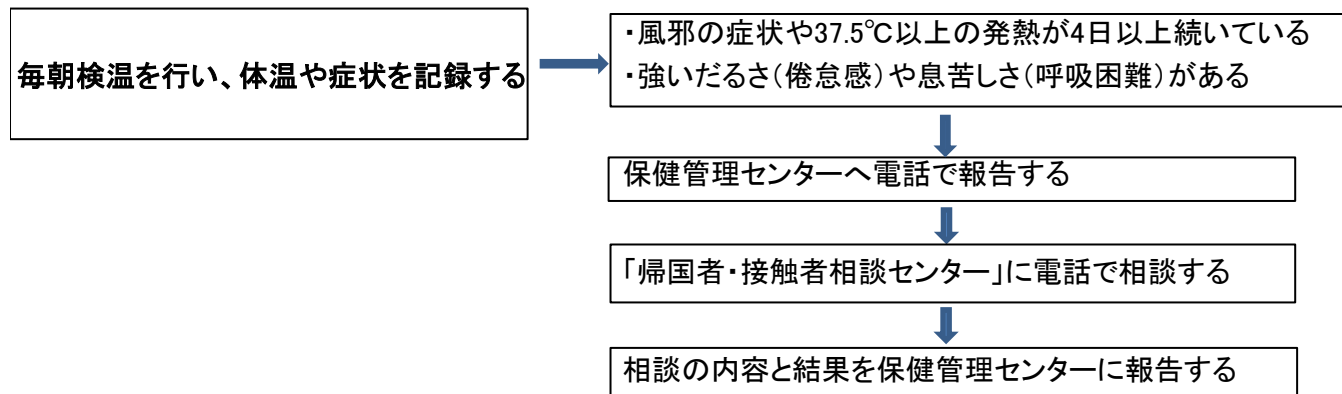 毎朝検温を行い、体温や症状を記録する
・風邪の症状や37.5℃以上の発熱が4日以上続いている
・強いだるさ（倦怠感）や息苦しさ（呼吸困難）がある
保健管理センターへ電話で報告する
「帰国者・接触者相談センター」に電話で相談する
相談の内容と結果を保健管理センターに報告する